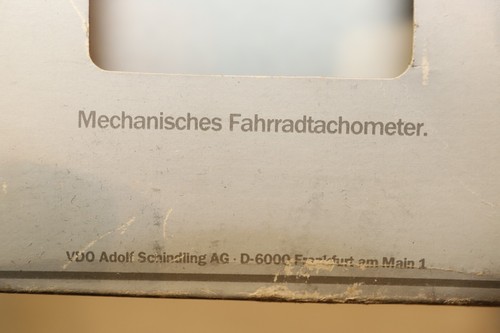 Mechanisches Fahrradtachometer.
VDO Adolf Schindling AG · D-6000 Frankfurt am Main 1